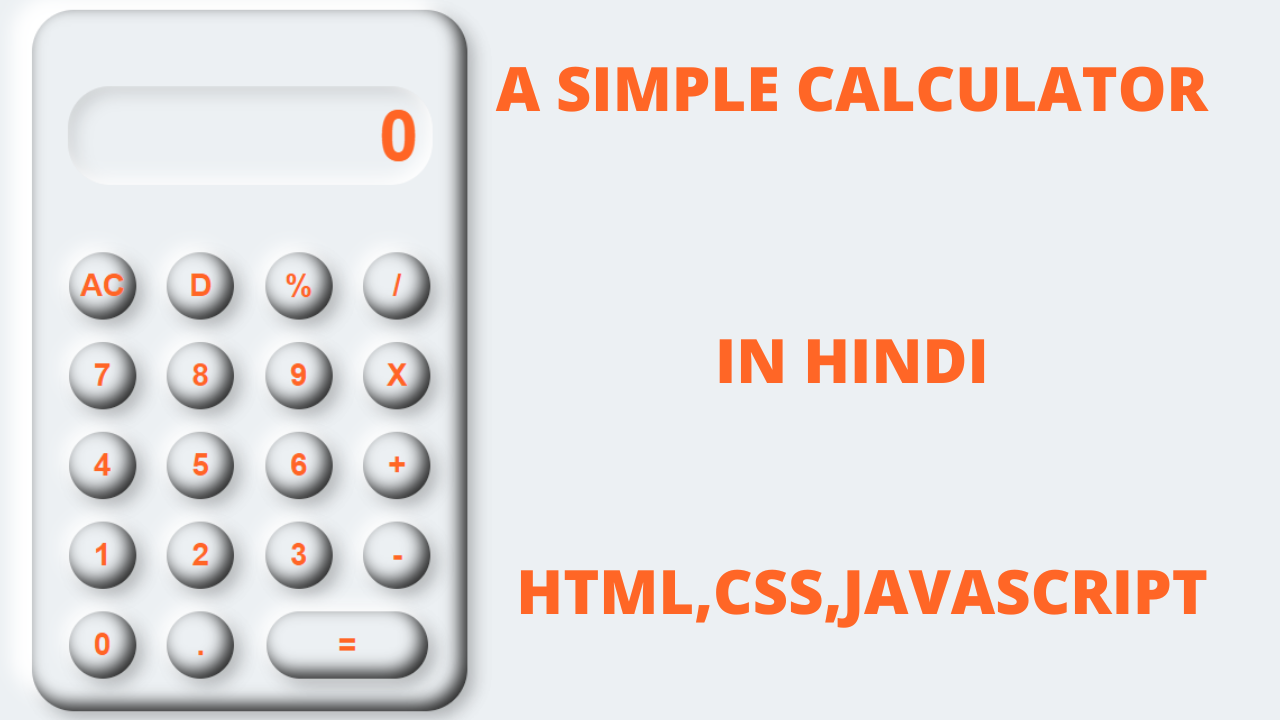 A SIMPLE CALCULATOR
0
AC D % /
7 8 9 X
IN HINDI
4 5 6 +
1 2 3 -
HTML,CSS,JAVASCRIPT
0 . =